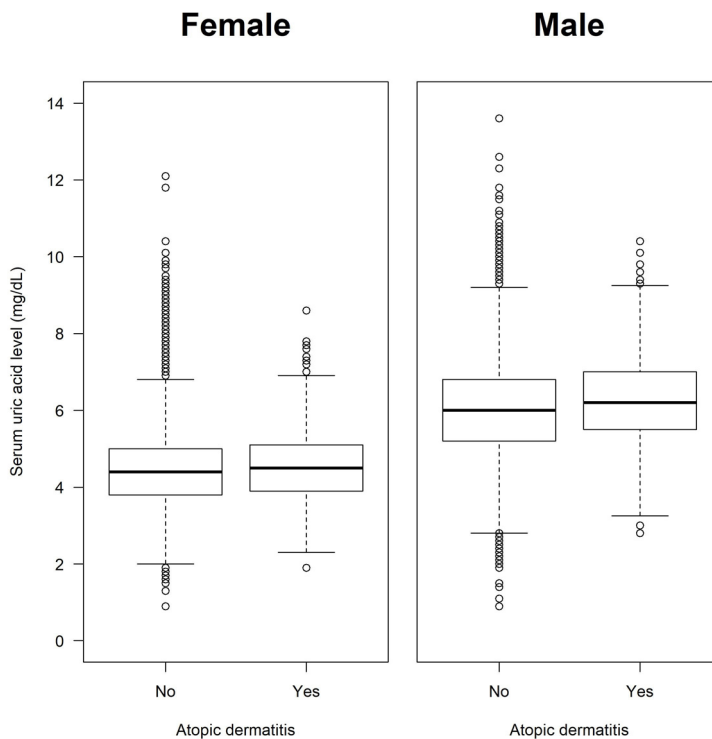 Female Male
Serum uric acid level (mg/dL)
14
12
10
8
6
4
2
0
No Yes No Yes
Atopic dermatitis Atopic dermatitis